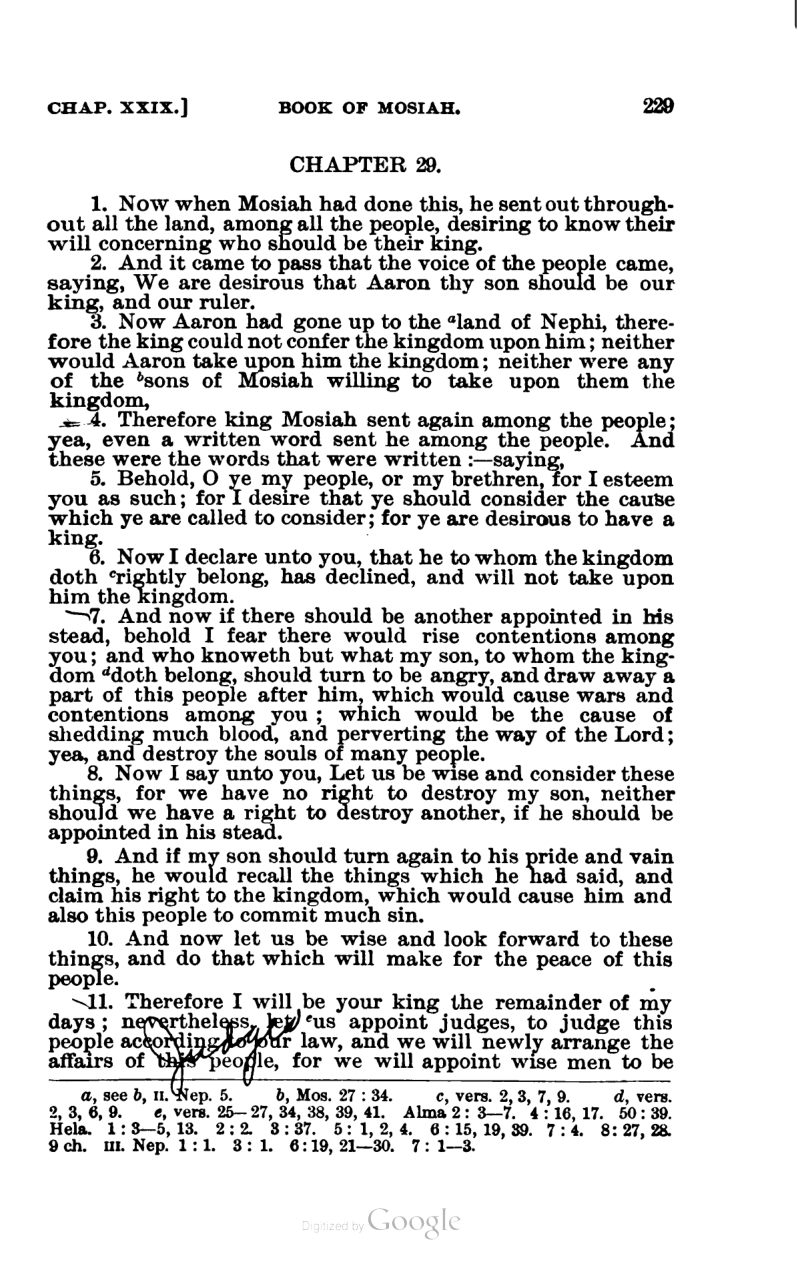 CHAP. XXIX.] BOOK OF MOSIAH. 229
CHAPTER 29.
1. Now when Mosiah had done this, he sent out through-
out all the land, among all the people, desiring to know their
will concerning who should be their king.
2. And it came to pass that the voice of the people came,
saying, We are desirous that Aaron thy son should be our
king, and our ruler.
3. Now Aaron had gone up to the ᵃland of Nephi, there-
fore the king could not confer the kingdom upon him; neither
would Aaron take upon him the kingdom; neither were any
of the ᵇsons of Mosiah willing to take upon them the
kingdom,
4. Therefore king Mosiah sent again among the people;
yea, even a written word sent he among the people. And
these were the words that were written :—saying,
5. Behold, O ye my people, or my brethren, for I esteem
you as such; for I desire that ye should consider the cause
which ye are called to consider; for ye are desirous to have a
king.
6. Now I declare unto you, that he to whom the kingdom
doth ᶜrightly belong, has declined, and will not take upon
him the kingdom.
7. And now if there should be another appointed in his
stead, behold I fear there would rise contentions among
you; and who knoweth but what my son, to whom the king-
dom ᵈdoth belong, should turn to be angry, and draw away a
part of this people after him, which would cause wars and
contentions among you ; which would be the cause of
shedding much blood, and perverting the way of the Lord;
yea, and destroy the souls of many people.
8. Now I say unto you, Let us be wise and consider these
things, for we have no right to destroy my son, neither
should we have a right to destroy another, if he should be
appointed in his stead.
9. And if my son should turn again to his pride and vain
things, he would recall the things which he had said, and
claim his right to the kingdom, which would cause him and
also this people to commit much sin.
10. And now let us be wise and look forward to these
things, and do that which will make for the peace of this
people.
11. Therefore I will be your king the remainder of my
days ; nevertheless, let ᵉus appoint judges, to judge this
people according to our law, and we will newly arrange the
affairs of this people, for we will appoint wise men to be
a, see b, II. Nep. 5. b, Mos. 27 : 34. c, vers. 2, 3, 7, 9. d, vers.
2, 3, 6, 9. e, vers. 25—27, 34, 38, 39, 41. Alma 2 : 3—7. 4 : 16, 17. 50 : 39.
Hela. 1 : 3—5, 13. 2 : 2. 3 : 37. 5 : 1, 2, 4. 6 : 15, 19, 39. 7 : 4. 8 : 27, 28.
9 ch. III. Nep. 1 : 1. 3 : 1. 6 : 19, 21—30. 7 : 1—3.
Digitized by Google